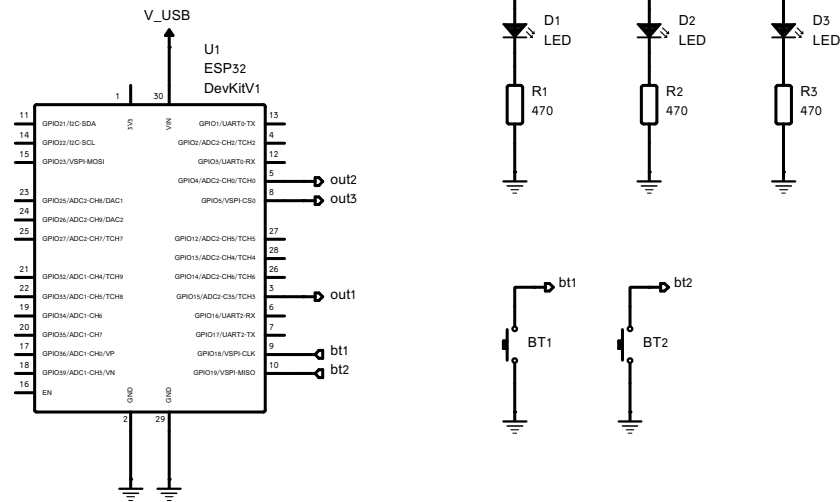 V_USB
U1
ESP32
DevKitV1
1
30
3V3
VIN
11 GPIO21/I2C-SDA
14 GPIO22/I2C-SCL
15 GPIO23/VSPI-MOSI
23 GPIO25/ADC2-CH8/DAC1
24 GPIO26/ADC2-CH9/DAC2
25 GPIO27/ADC2-CH7/TCH7
21 GPIO32/ADC1-CH4/TCH9
22 GPIO33/ADC1-CH5/TCH8
19 GPIO34/ADC1-CH6
20 GPIO35/ADC1-CH7
17 GPIO36/ADC1-CH0/VP
18 GPIO39/ADC1-CH3/VN
16 EN
GPIO1/UART0-TX 13
GPIO2/ADC2-CH2/TCH2 4
GPIO3/UART0-RX 12
GPIO4/ADC2-CH0/TCH0 5 out2
GPIO5/VSPI-CS0 8 out3
GPIO12/ADC2-CH5/TCH5 27
GPIO13/ADC2-CH4/TCH4 28
GPIO14/ADC2-CH6/TCH6 26
GPIO15/ADC2-C35/TCH3 3 out1
GPIO16/UART2-RX 6
GPIO17/UART2-TX 7
GPIO18/VSPI-CLK 9 bt1
GPIO19/VSPI-MISO 10 bt2
GND
GND
2
29
D1
LED
R1
470
D2
LED
R2
470
D3
LED
R3
470
bt1
BT1
bt2
BT2